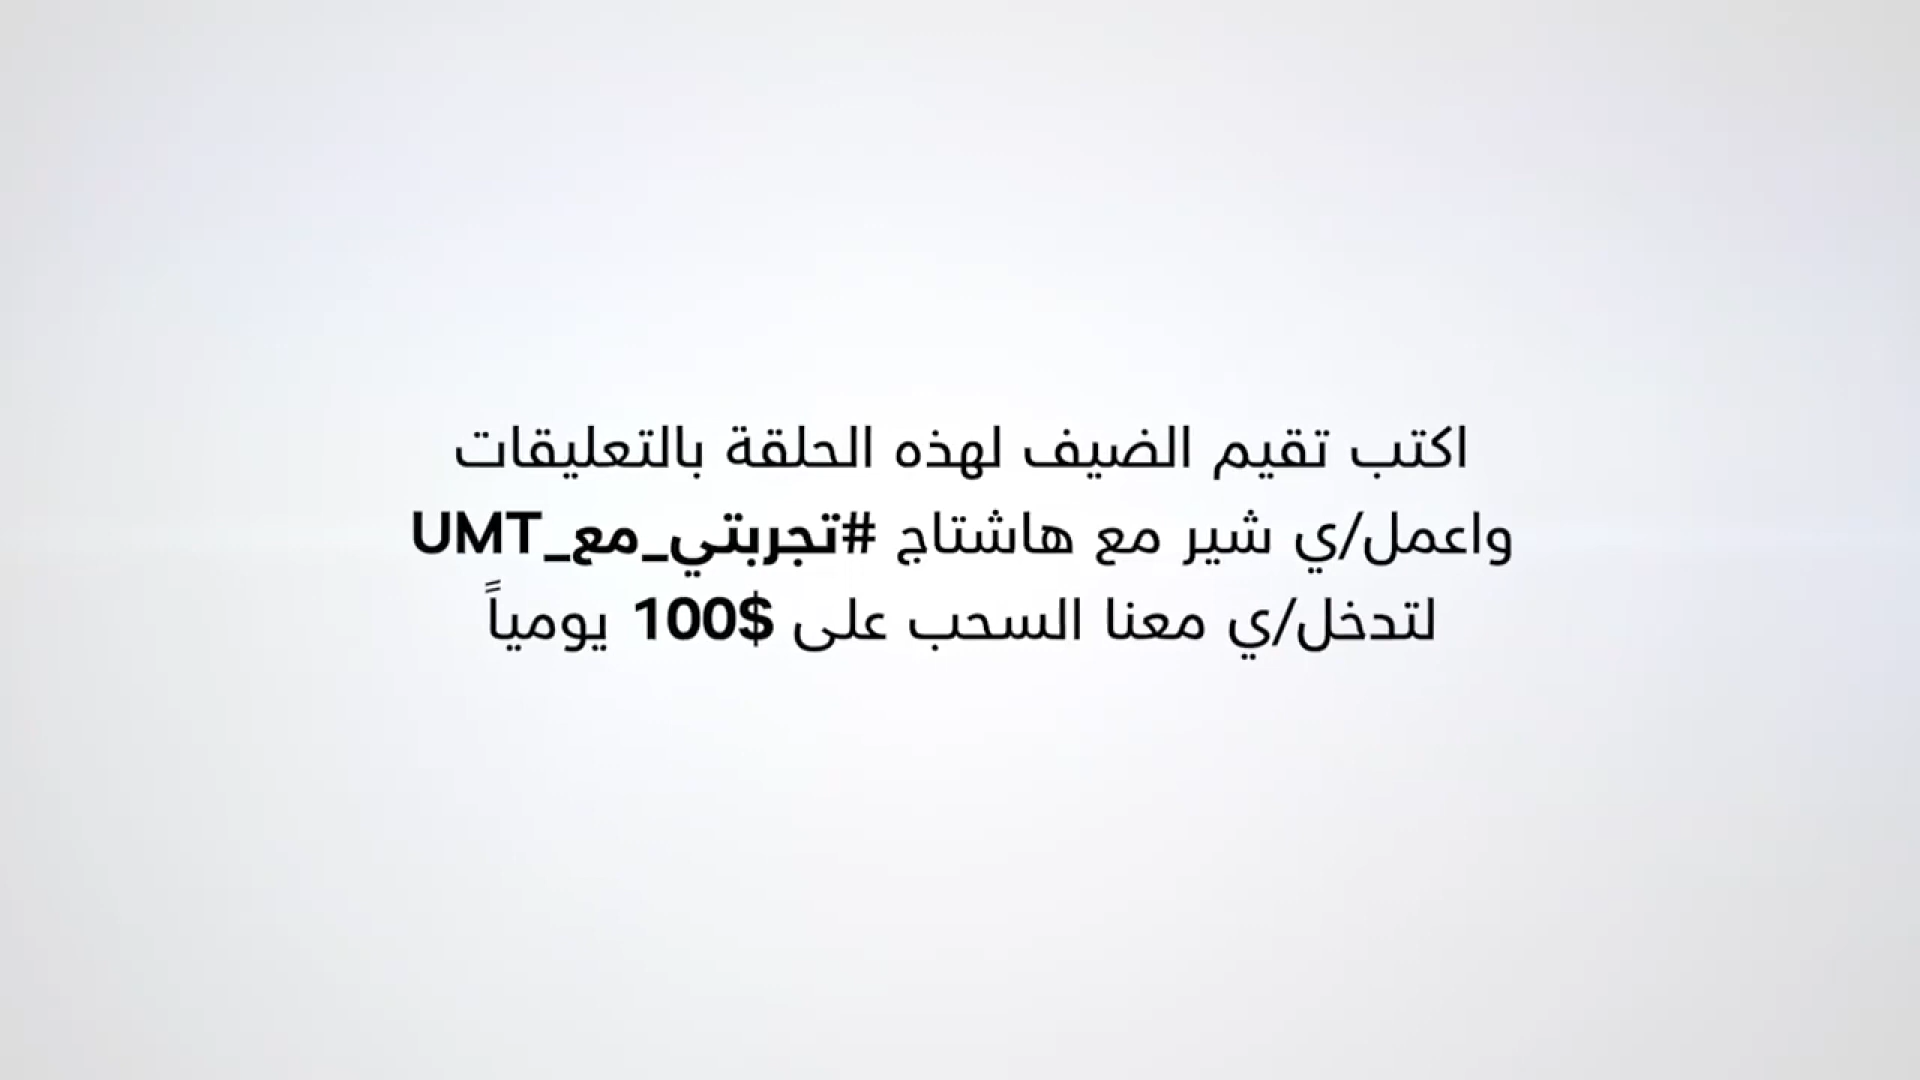 اكتب تقيم الضيف لهذه الحلقة بالتعليقات
واعمل/ي شير مع هاشتاج #تجربتي_مع_UMT
لتدخل/ي معنا السحب على $100 يومياً